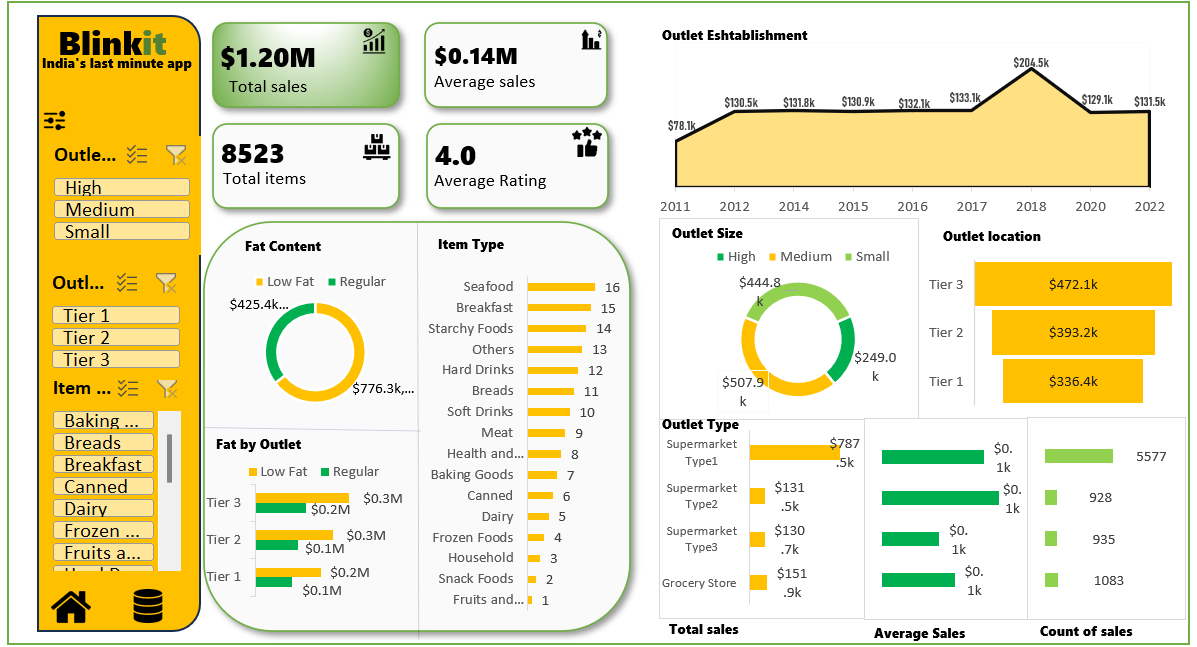 Blinkit
India's last minute app
Outle...
High
Medium
Small
Outl...
Tier 1
Tier 2
Tier 3
Item ...
Baking ...
Breads
Breakfast
Canned
Dairy
Frozen ...
Fruits a...
$1.20M
Total sales
$0.14M
Average sales
8523
Total items
4.0
Average Rating
Outlet Eshtablishment
$78.1k
$130.5k
$131.8k
$130.9k
$132.1k
$133.1k
$204.5k
$129.1k
$131.5k
2011 2012 2014 2015 2016 2017 2018 2020 2022
Fat Content
Low Fat Regular
$425.4k...
$776.3k,...
Fat by Outlet
Low Fat Regular
Tier 3 $0.3M
$0.2M
Tier 2 $0.3M
$0.1M
Tier 1 $0.2M
$0.1M
Item Type
Seafood 16
Breakfast 15
Starchy Foods 14
Others 13
Hard Drinks 12
Breads 11
Soft Drinks 10
Meat 9
Health and... 8
Baking Goods 7
Canned 6
Dairy 5
Frozen Foods 4
Household 3
Snack Foods 2
Fruits and... 1
Outlet Size
High Medium Small
$444.8
k
$249.0
k
$507.9
k
Outlet location
Tier 3 $472.1k
Tier 2 $393.2k
Tier 1 $336.4k
Outlet Type
Supermarket
Type1
$787
.5k
Supermarket
Type2
$131
.5k
Supermarket
Type3
$130
.7k
Grocery Store
$151
.9k
Total sales
$0.
1k
$0.
1k
$0.
1k
$0.
1k
Average Sales
5577
928
935
1083
Count of sales